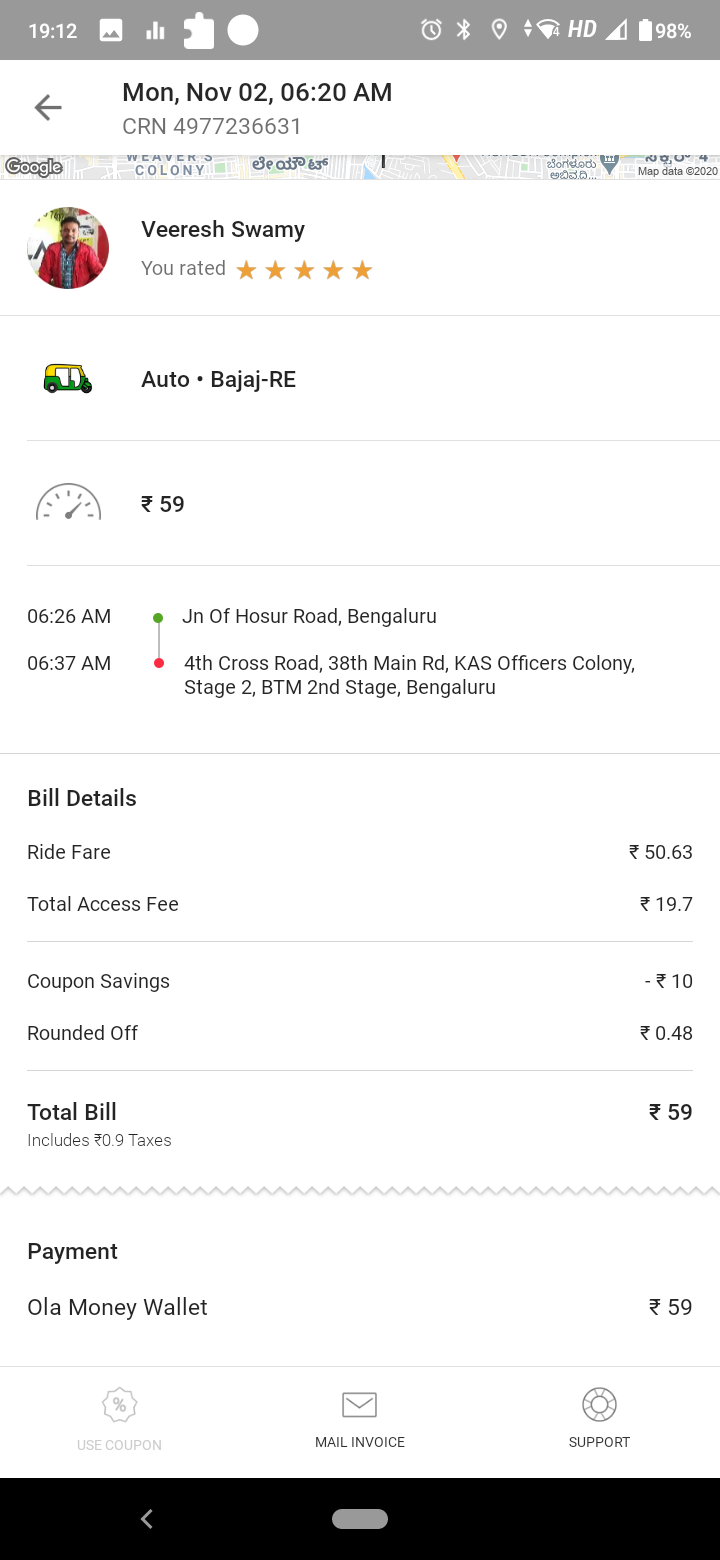 19:12
4
HD
98%
Mon, Nov 02, 06:20 AM
CRN 4977236631
Google
WEAVER'S
COLONY
ಲೇಯೌಟ್
ಬೆಂಗಳೂರು
Map data ©2020
Veeresh Swamy
You rated
Auto • Bajaj-RE
₹ 59
06:26 AM Jn Of Hosur Road, Bengaluru
06:37 AM 4th Cross Road, 38th Main Rd, KAS Officers Colony,
Stage 2, BTM 2nd Stage, Bengaluru
Bill Details
Ride Fare ₹ 50.63
Total Access Fee ₹ 19.7
Coupon Savings - ₹ 10
Rounded Off ₹ 0.48
Total Bill ₹ 59
Includes ₹0.9 Taxes
Payment
Ola Money Wallet ₹ 59
%
USE COUPON MAIL INVOICE SUPPORT